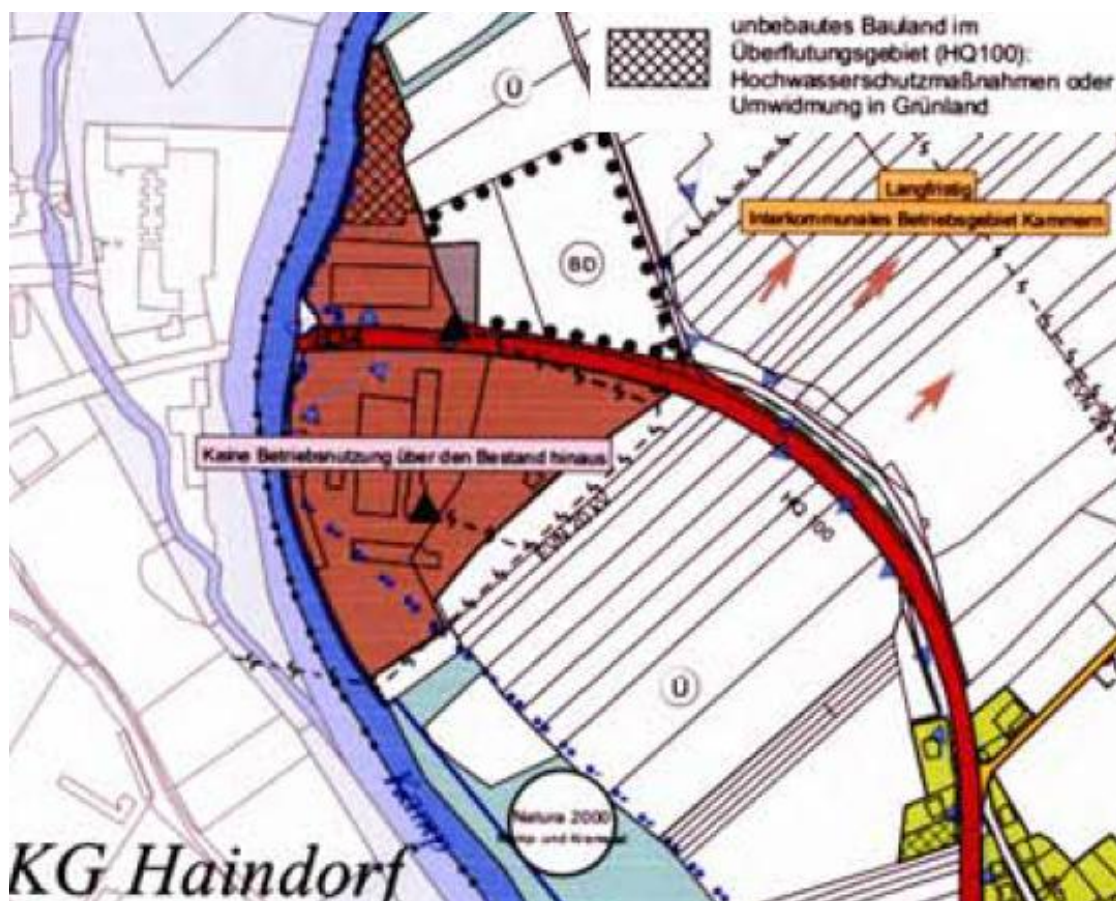 unbebautes Bauland im
Überflutungsgebiet (HQ100):
Hochwasserschutzmaßnahmen oder
Umwidmung in Grünland
Ü
Langfristig
Interkommunales Betriebsgebiet Kammern
BD
Keine Betriebsnutzung über den Bestand hinaus
HQ 100
Ü
Kamp
Natura 2000
KG Haindorf